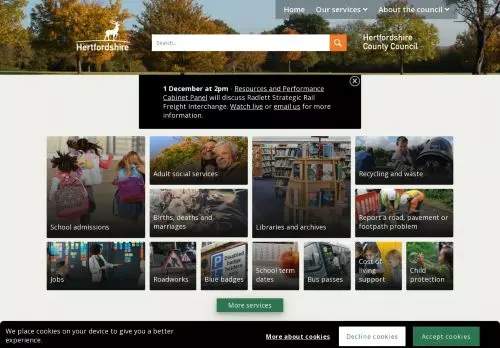 Home
Our services
About the council
Hertfordshire
Search...
Hertfordshire
County Council
1 December at 2pm - Resources and Performance
Cabinet Panel will discuss Radlett Strategic Rail
Freight Interchange. Watch live or email us for more
information.
School admissions
Adult social services
Births, deaths and
marriages
Libraries and archives
Recycling and waste
Report a road, pavement or
footpath problem
Jobs
Roadworks
Disabled
badge
holders
Blue badges
School term
dates
Bus passes
Cost of
living
support
Child
protection
More services
We place cookies on your device to give you a better
experience.
More about cookies
Decline cookies
Accept cookies